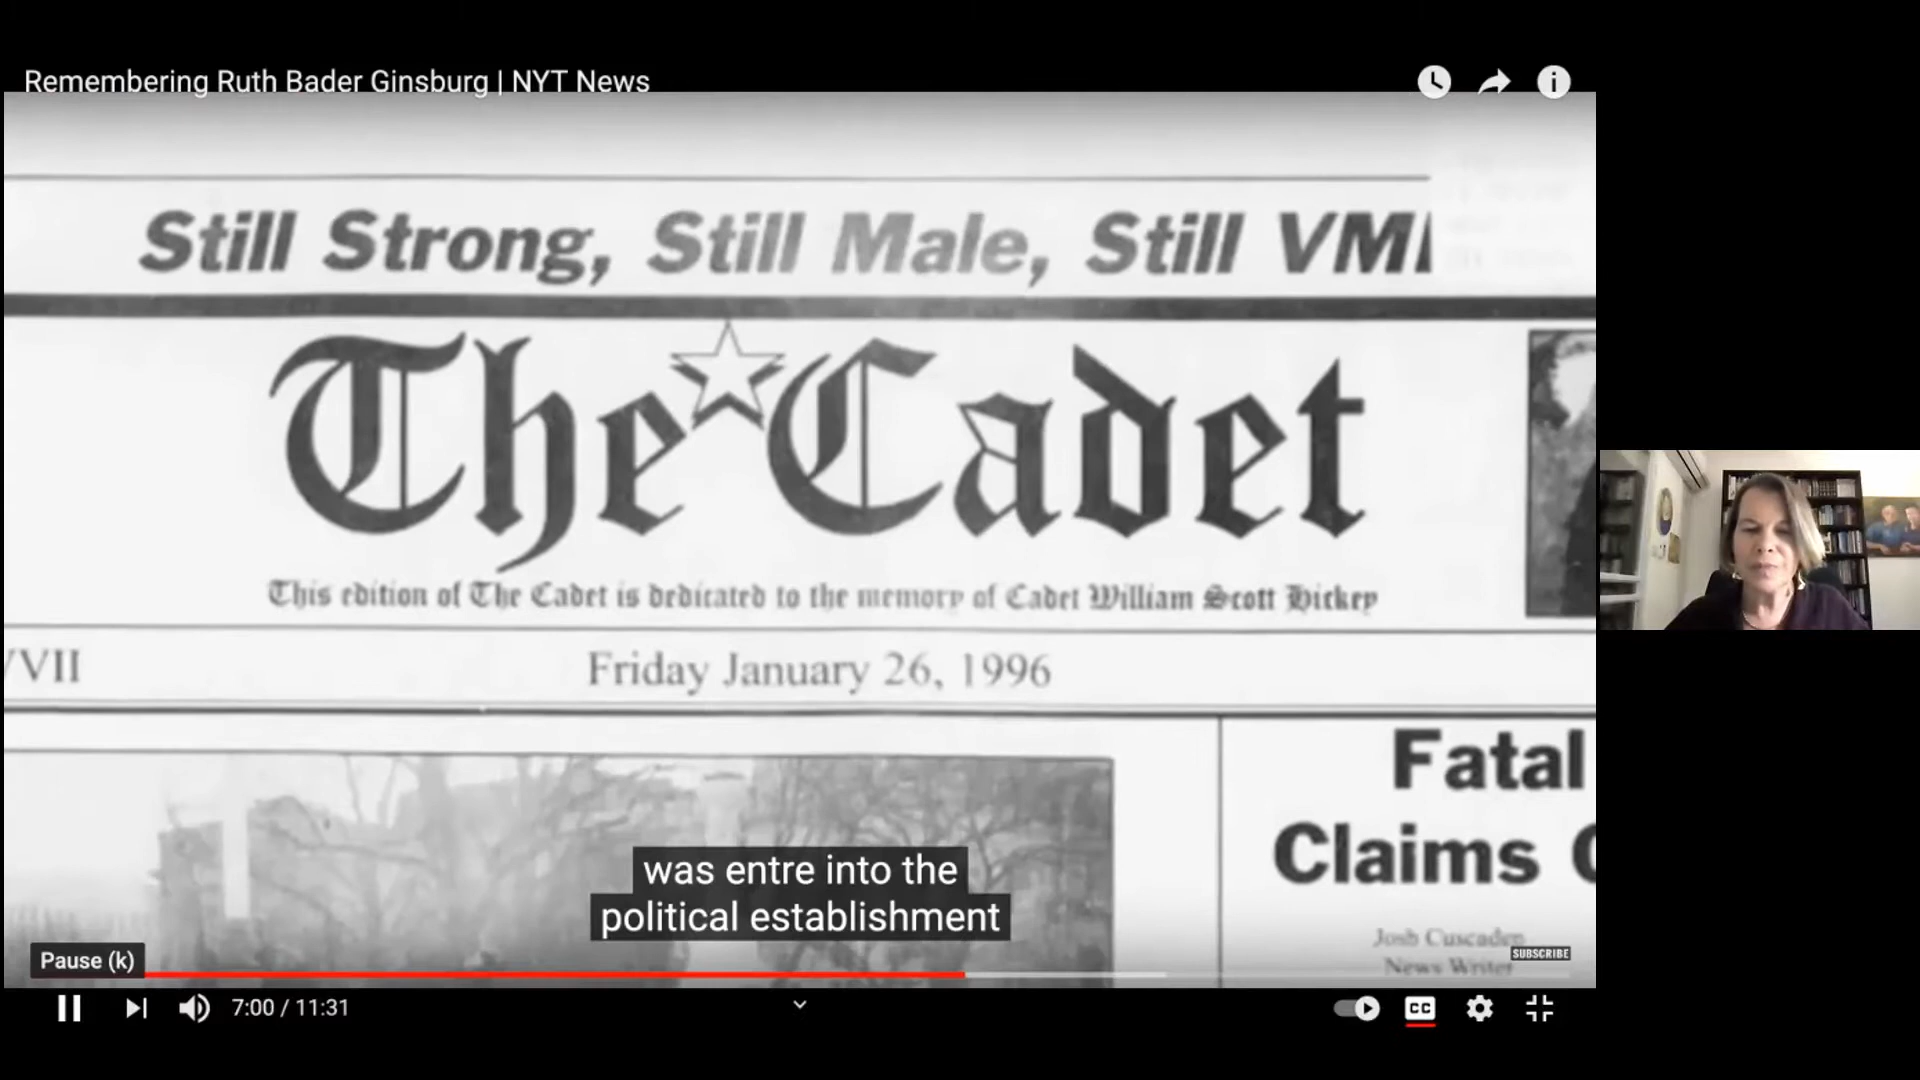 Remembering Ruth Bader Ginsburg | NYT News
Still Strong, Still Male, Still VMI
The Cadet
This edition of The Cadet is dedicated to the memory of Cadet William Scott Hickey
VII
Friday January 26, 1996
Fatal
Claims
was entre into the
political establishment
Josh Cuscaden
News Writer
SUBSCRIBE
Pause (k)
7:00 / 11:31
CC